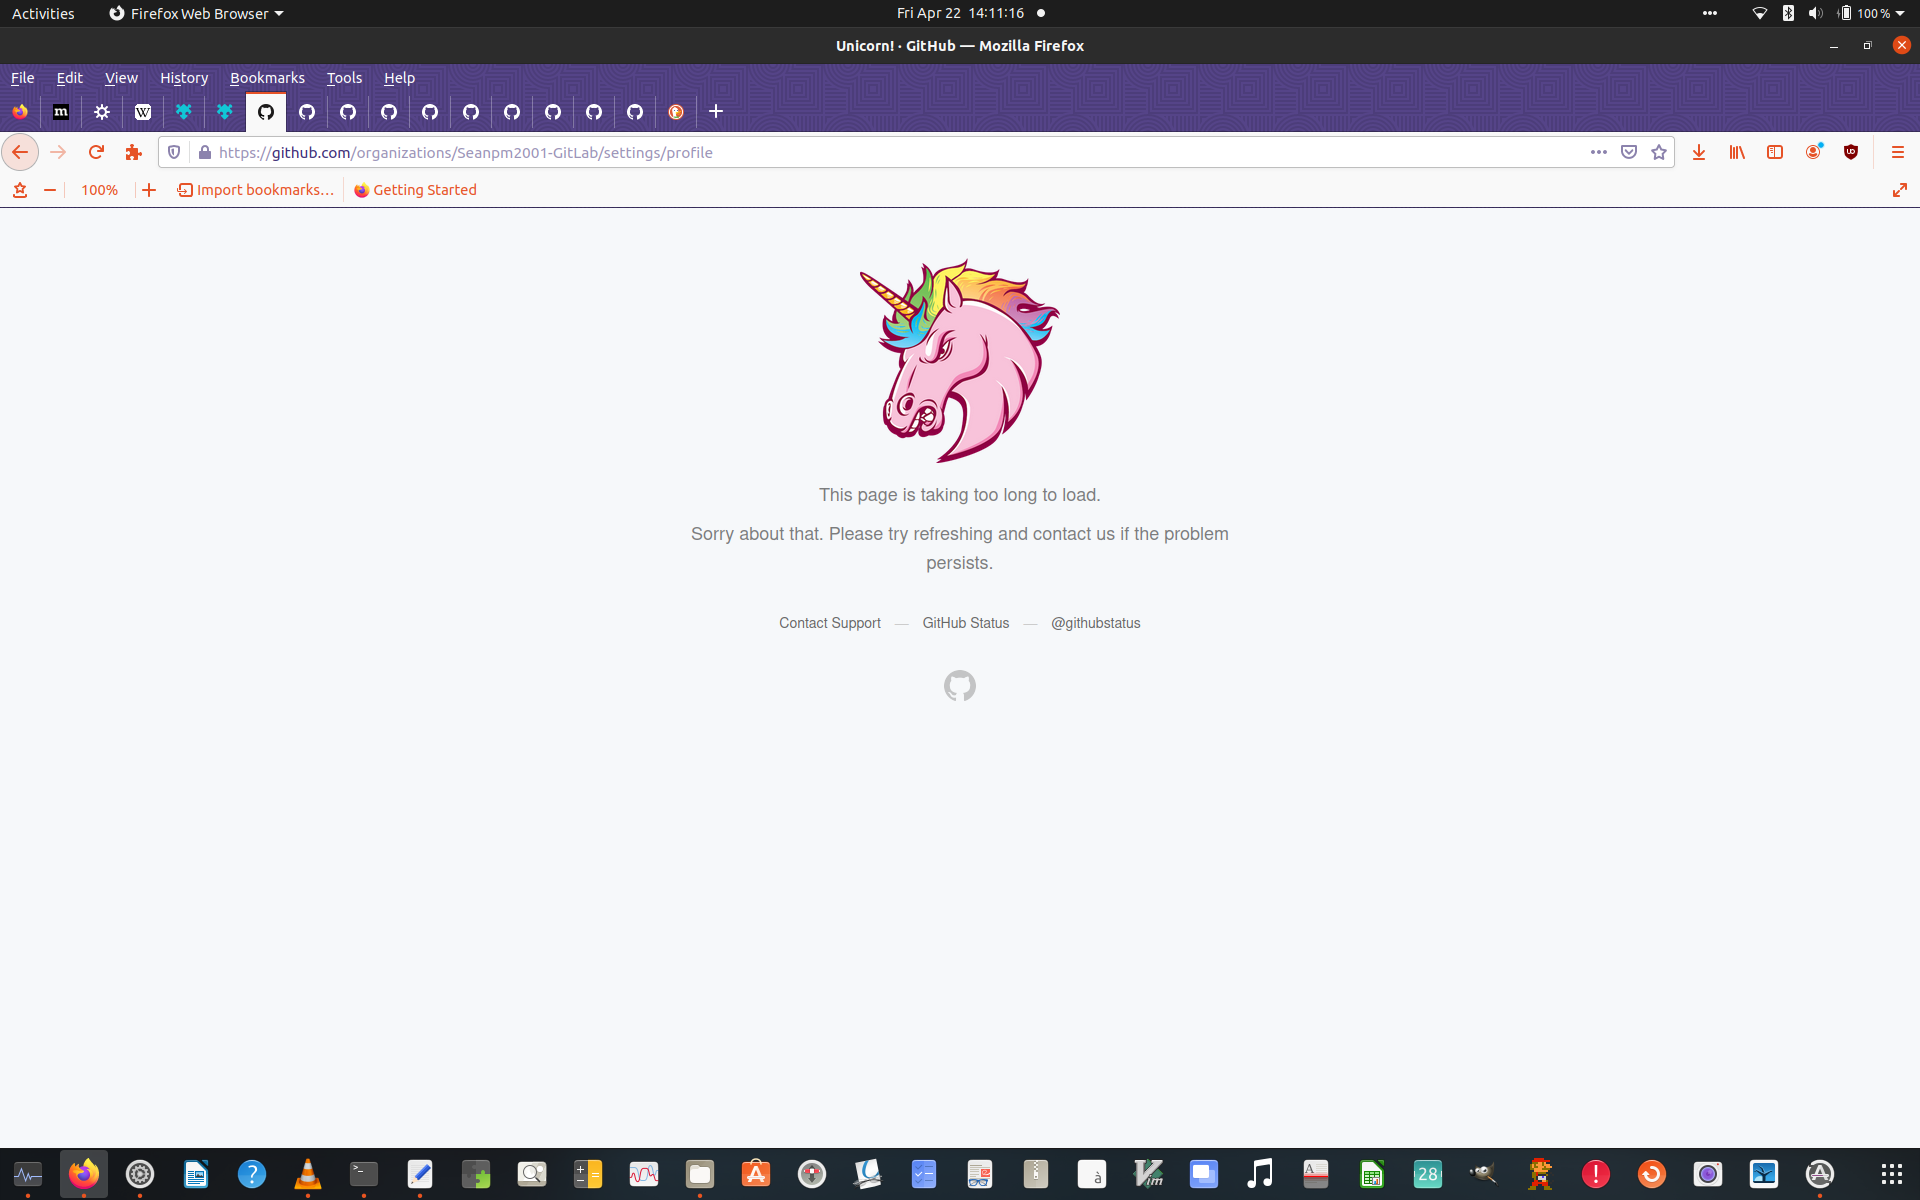 Activities
Firefox Web Browser
Fri Apr 22 14:11:16
100 %
Unicorn! · GitHub — Mozilla Firefox
File Edit View History Bookmarks Tools Help
m
W
https://github.com/organizations/Seanpm2001-GitLab/settings/profile
100%
Import bookmarks...
Getting Started
This page is taking too long to load.
Sorry about that. Please try refreshing and contact us if the problem
persists.
Contact Support — GitHub Status — @githubstatus
?
>_
à
Vim
A
28
!
A